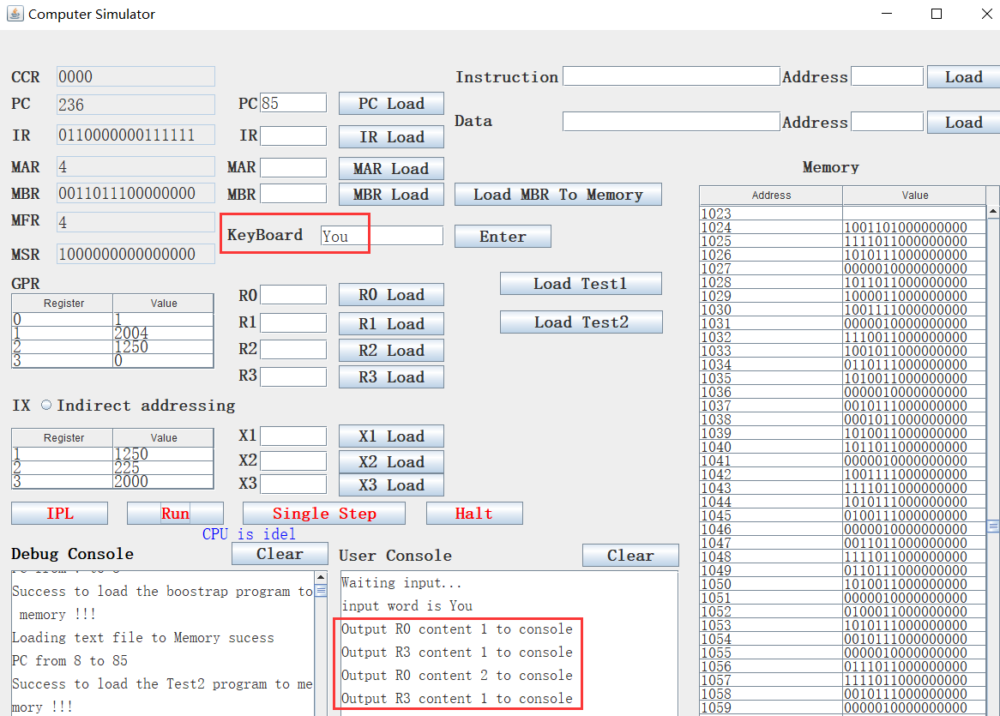 Computer Simulator
CCR 0000
Instruction Address Load
PC 236 PC 85 PC Load
Data Address Load
IR 0110000000111111 IR IR Load
MAR 4 MAR MAR Load
Memory
MBR 0011011100000000 MBR MBR Load Load MBR To Memory
MFR 4
KeyBoard You Enter
MSR 1000000000000000
GPR
Load Test1
Load Test2
Register Value
0 1
1 2004
2 1250
3 0
R0 R0 Load
R1 R1 Load
R2 R2 Load
R3 R3 Load
IX Indirect addressing
Register Value
1 1250
2 225
3 2000
X1 X1 Load
X2 X2 Load
X3 X3 Load
IPL Run Single Step Halt
CPU is idel
Debug Console Clear
Success to load the boostrap program to
memory !!!
Loading text file to Memory sucess
PC from 8 to 85
Success to load the Test2 program to me
mory !!!
User Console Clear
Waiting input...
input word is You
Output R0 content 1 to console
Output R3 content 1 to console
Output R0 content 2 to console
Output R3 content 1 to console
Address Value
1023
1024 1001101000000000
1025 1111011000000000
1026 1010111000000000
1027 0000010000000000
1028 1011011000000000
1029 1000011000000000
1030 1001111000000000
1031 0000010000000000
1032 1110011000000000
1033 1001011000000000
1034 0110111000000000
1035 1010011000000000
1036 0000010000000000
1037 0010111000000000
1038 0001011000000000
1039 1010011000000000
1040 1011011000000000
1041 0000010000000000
1042 1001111000000000
1043 1111011000000000
1044 1010111000000000
1045 0100111000000000
1046 0000010000000000
1047 0011011000000000
1048 1111011000000000
1049 0110111000000000
1050 1010011000000000
1051 0000010000000000
1052 0100011000000000
1053 1010111000000000
1054 0010111000000000
1055 0000010000000000
1056 0111011000000000
1057 1111011000000000
1058 0010111000000000
1059 0000010000000000